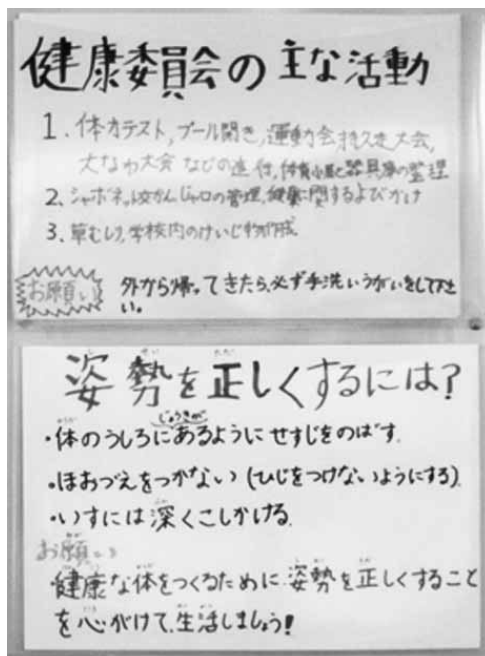 健康委員会の主な活動
1. 体力テスト, プール開き, 運動会, 持久走大会,
大なわ大会 などの進行, 体育小屋と器具庫の整理
2. シャボネット交かん, の管理, 健康に関するよびかけ
3. 草むしり, 学校内のけいじ物作成
お願い
外から帰ってきたら、必ず手洗いうがいをして下さ
い。
姿勢を正しくするには?
じょうぎが
・体のうしろにあるように せすじをのばす.
・ほおづえをつかない (ひじをつけないようにする).
・いすには深くこしかける.
お願い
健康な体をつくるために 姿勢を正しくすること
を心がけて、生活しましょう!